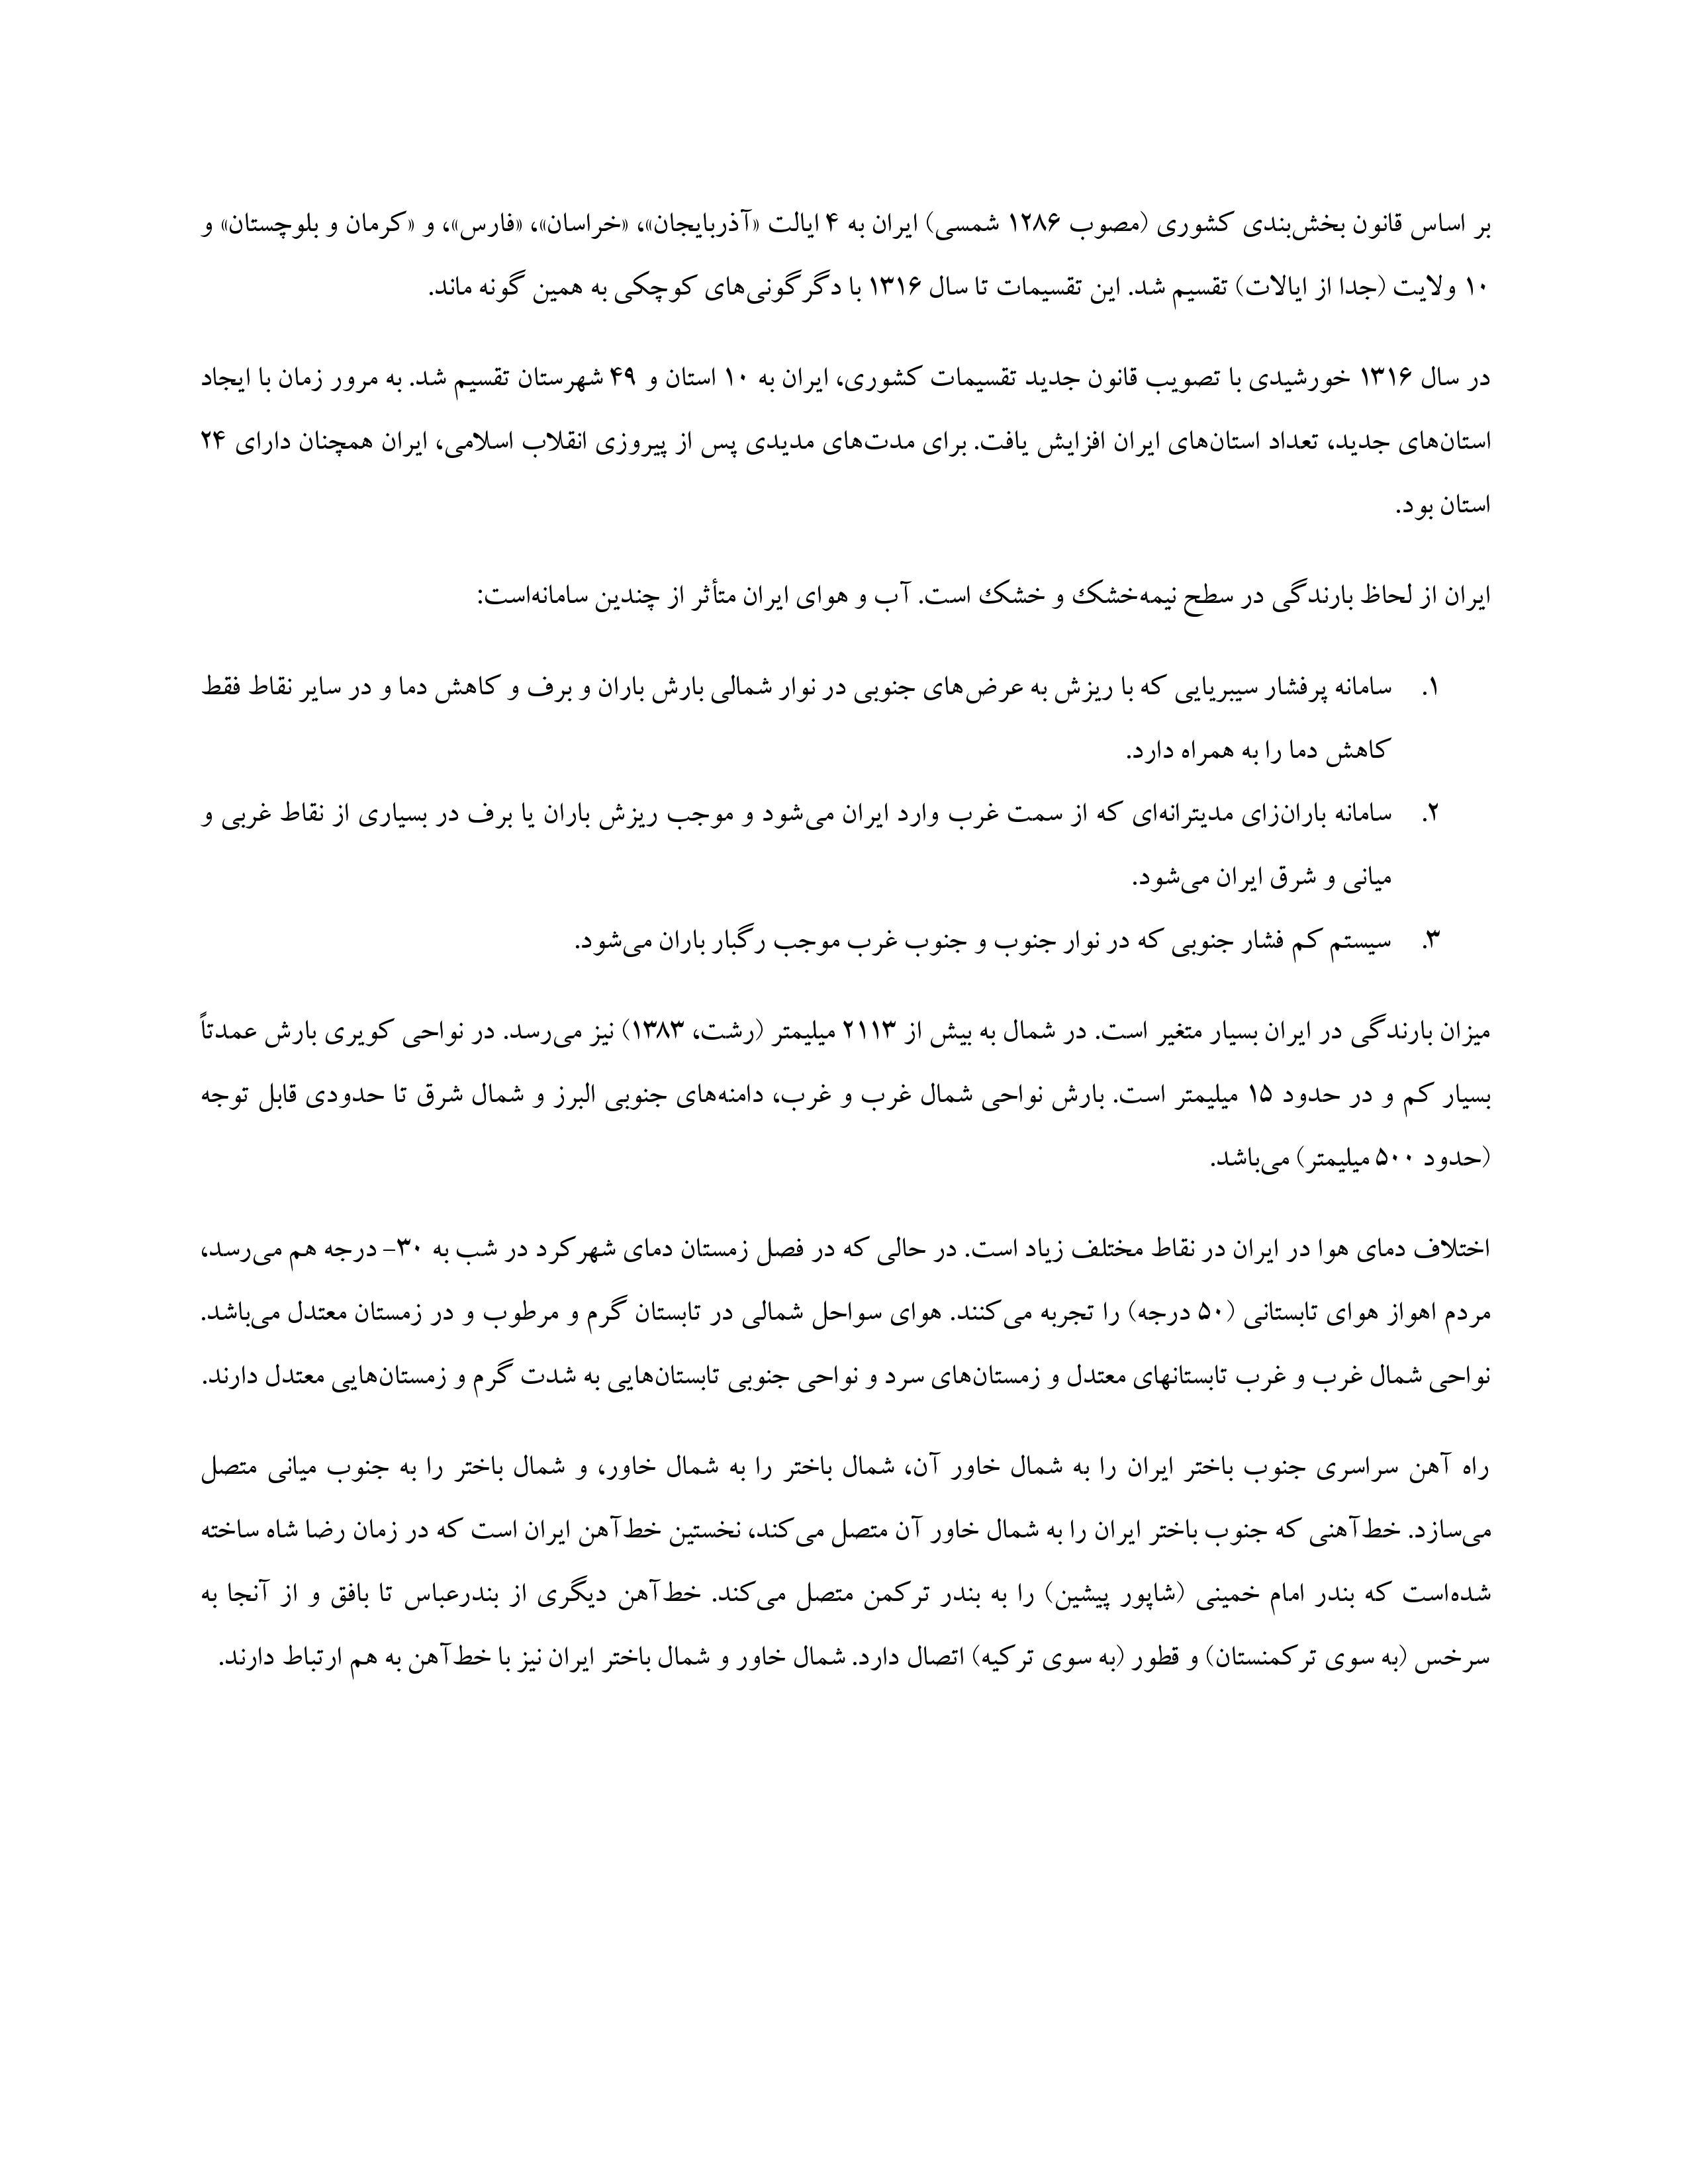 بر اساس قانون بخش‌بندی کشوری (مصوب ۱۲۸۶ شمسی) ایران به ۴ ایالت «آذربایجان»، «خراسان»، «فارس»، و «کرمان و بلوچستان» و
۱۰ ولایت (جدا از ایالات) تقسیم شد. این تقسیمات تا سال ۱۳۱۶ با دگرگونی‌های کوچکی به همین گونه ماند.
در سال ۱۳۱۶ خورشیدی با تصویب قانون جدید تقسیمات کشوری، ایران به ۱۰ استان و ۴۹ شهرستان تقسیم شد. به مرور زمان با ایجاد
استان‌های جدید، تعداد استان‌های ایران افزایش یافت. برای مدت‌های مدیدی پس از پیروزی انقلاب اسلامی، ایران همچنان دارای ۲۴
استان بود.
ایران از لحاظ بارندگی در سطح نیمه‌خشک و خشک است. آب و هوای ایران متأثر از چندین سامانه‌است:
۱. سامانه پرفشار سیبریایی که با ریزش به عرض‌های جنوبی در نوار شمالی بارش باران و برف و کاهش دما و در سایر نقاط فقط
کاهش دما را به همراه دارد.
۲. سامانه باران‌زای مدیترانه‌ای که از سمت غرب وارد ایران می‌شود و موجب ریزش باران یا برف در بسیاری از نقاط غربی و
میانی و شرق ایران می‌شود.
۳. سیستم کم فشار جنوبی که در نوار جنوب و جنوب غرب موجب رگبار باران می‌شود.
میزان بارندگی در ایران بسیار متغیر است. در شمال به بیش از ۲۱۱۳ میلیمتر (رشت، ۱۳۸۳) نیز می‌رسد. در نواحی کویری بارش عمدتاً
بسیار کم و در حدود ۱۵ میلیمتر است. بارش نواحی شمال غرب و غرب، دامنه‌های جنوبی البرز و شمال شرق تا حدودی قابل توجه
(حدود ۵۰۰ میلیمتر) می‌باشد.
اختلاف دمای هوا در ایران در نقاط مختلف زیاد است. در حالی که در فصل زمستان دمای شهرکرد در شب به ۳۰- درجه هم می‌رسد،
مردم اهواز هوای تابستانی (۵۰ درجه) را تجربه می‌کنند. هوای سواحل شمالی در تابستان گرم و مرطوب و در زمستان معتدل می‌باشد.
نواحی شمال غرب و غرب تابستانهای معتدل و زمستان‌های سرد و نواحی جنوبی تابستان‌هایی به شدت گرم و زمستان‌هایی معتدل دارند.
راه آهن سراسری جنوب باختر ایران را به شمال خاور آن، شمال باختر را به شمال خاور، و شمال باختر را به جنوب میانی متصل
می‌سازد. خط‌آهنی که جنوب باختر ایران را به شمال خاور آن متصل می‌کند، نخستین خط‌آهن ایران است که در زمان رضا شاه ساخته
شده‌است که بندر امام خمینی (شاپور پیشین) را به بندر ترکمن متصل می‌کند. خط‌آهن دیگری از بندرعباس تا بافق و از آنجا به
سرخس (به سوی ترکمنستان) و قطور (به سوی ترکیه) اتصال دارد. شمال خاور و شمال باختر ایران نیز با خط‌آهن به هم ارتباط دارند.